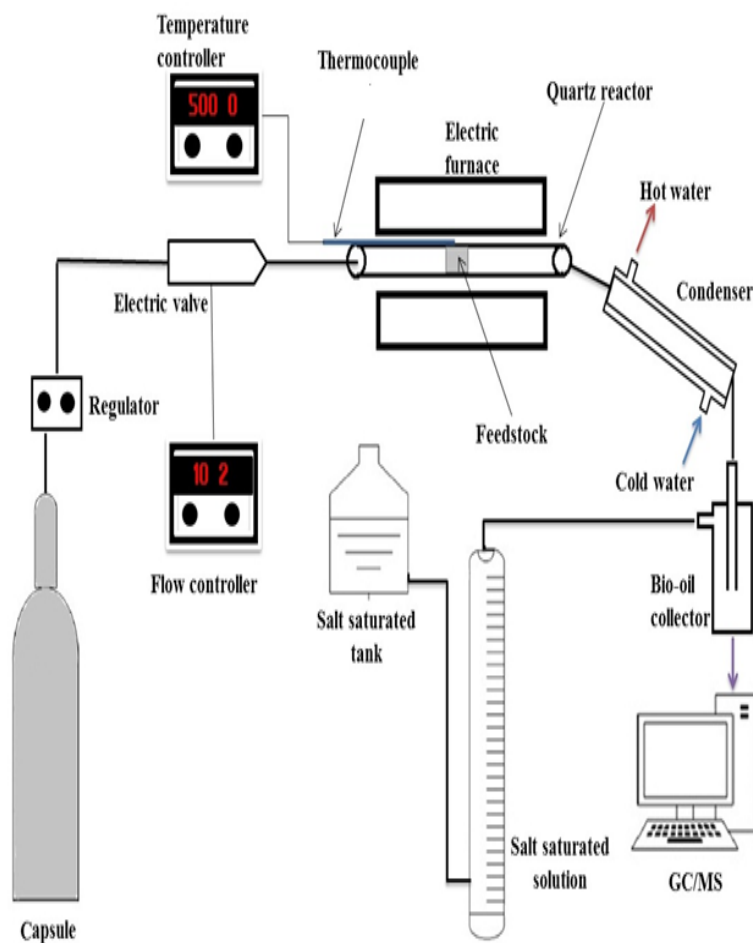 Temperature
controller
500 0
Thermocouple
Quartz reactor
Electric
furnace
Hot water
Condenser
Electric valve
Regulator
Feedstock
10 2
Cold water
Flow controller
Salt saturated
tank
Bio-oil
collector
Salt saturated
solution
GC/MS
Capsule